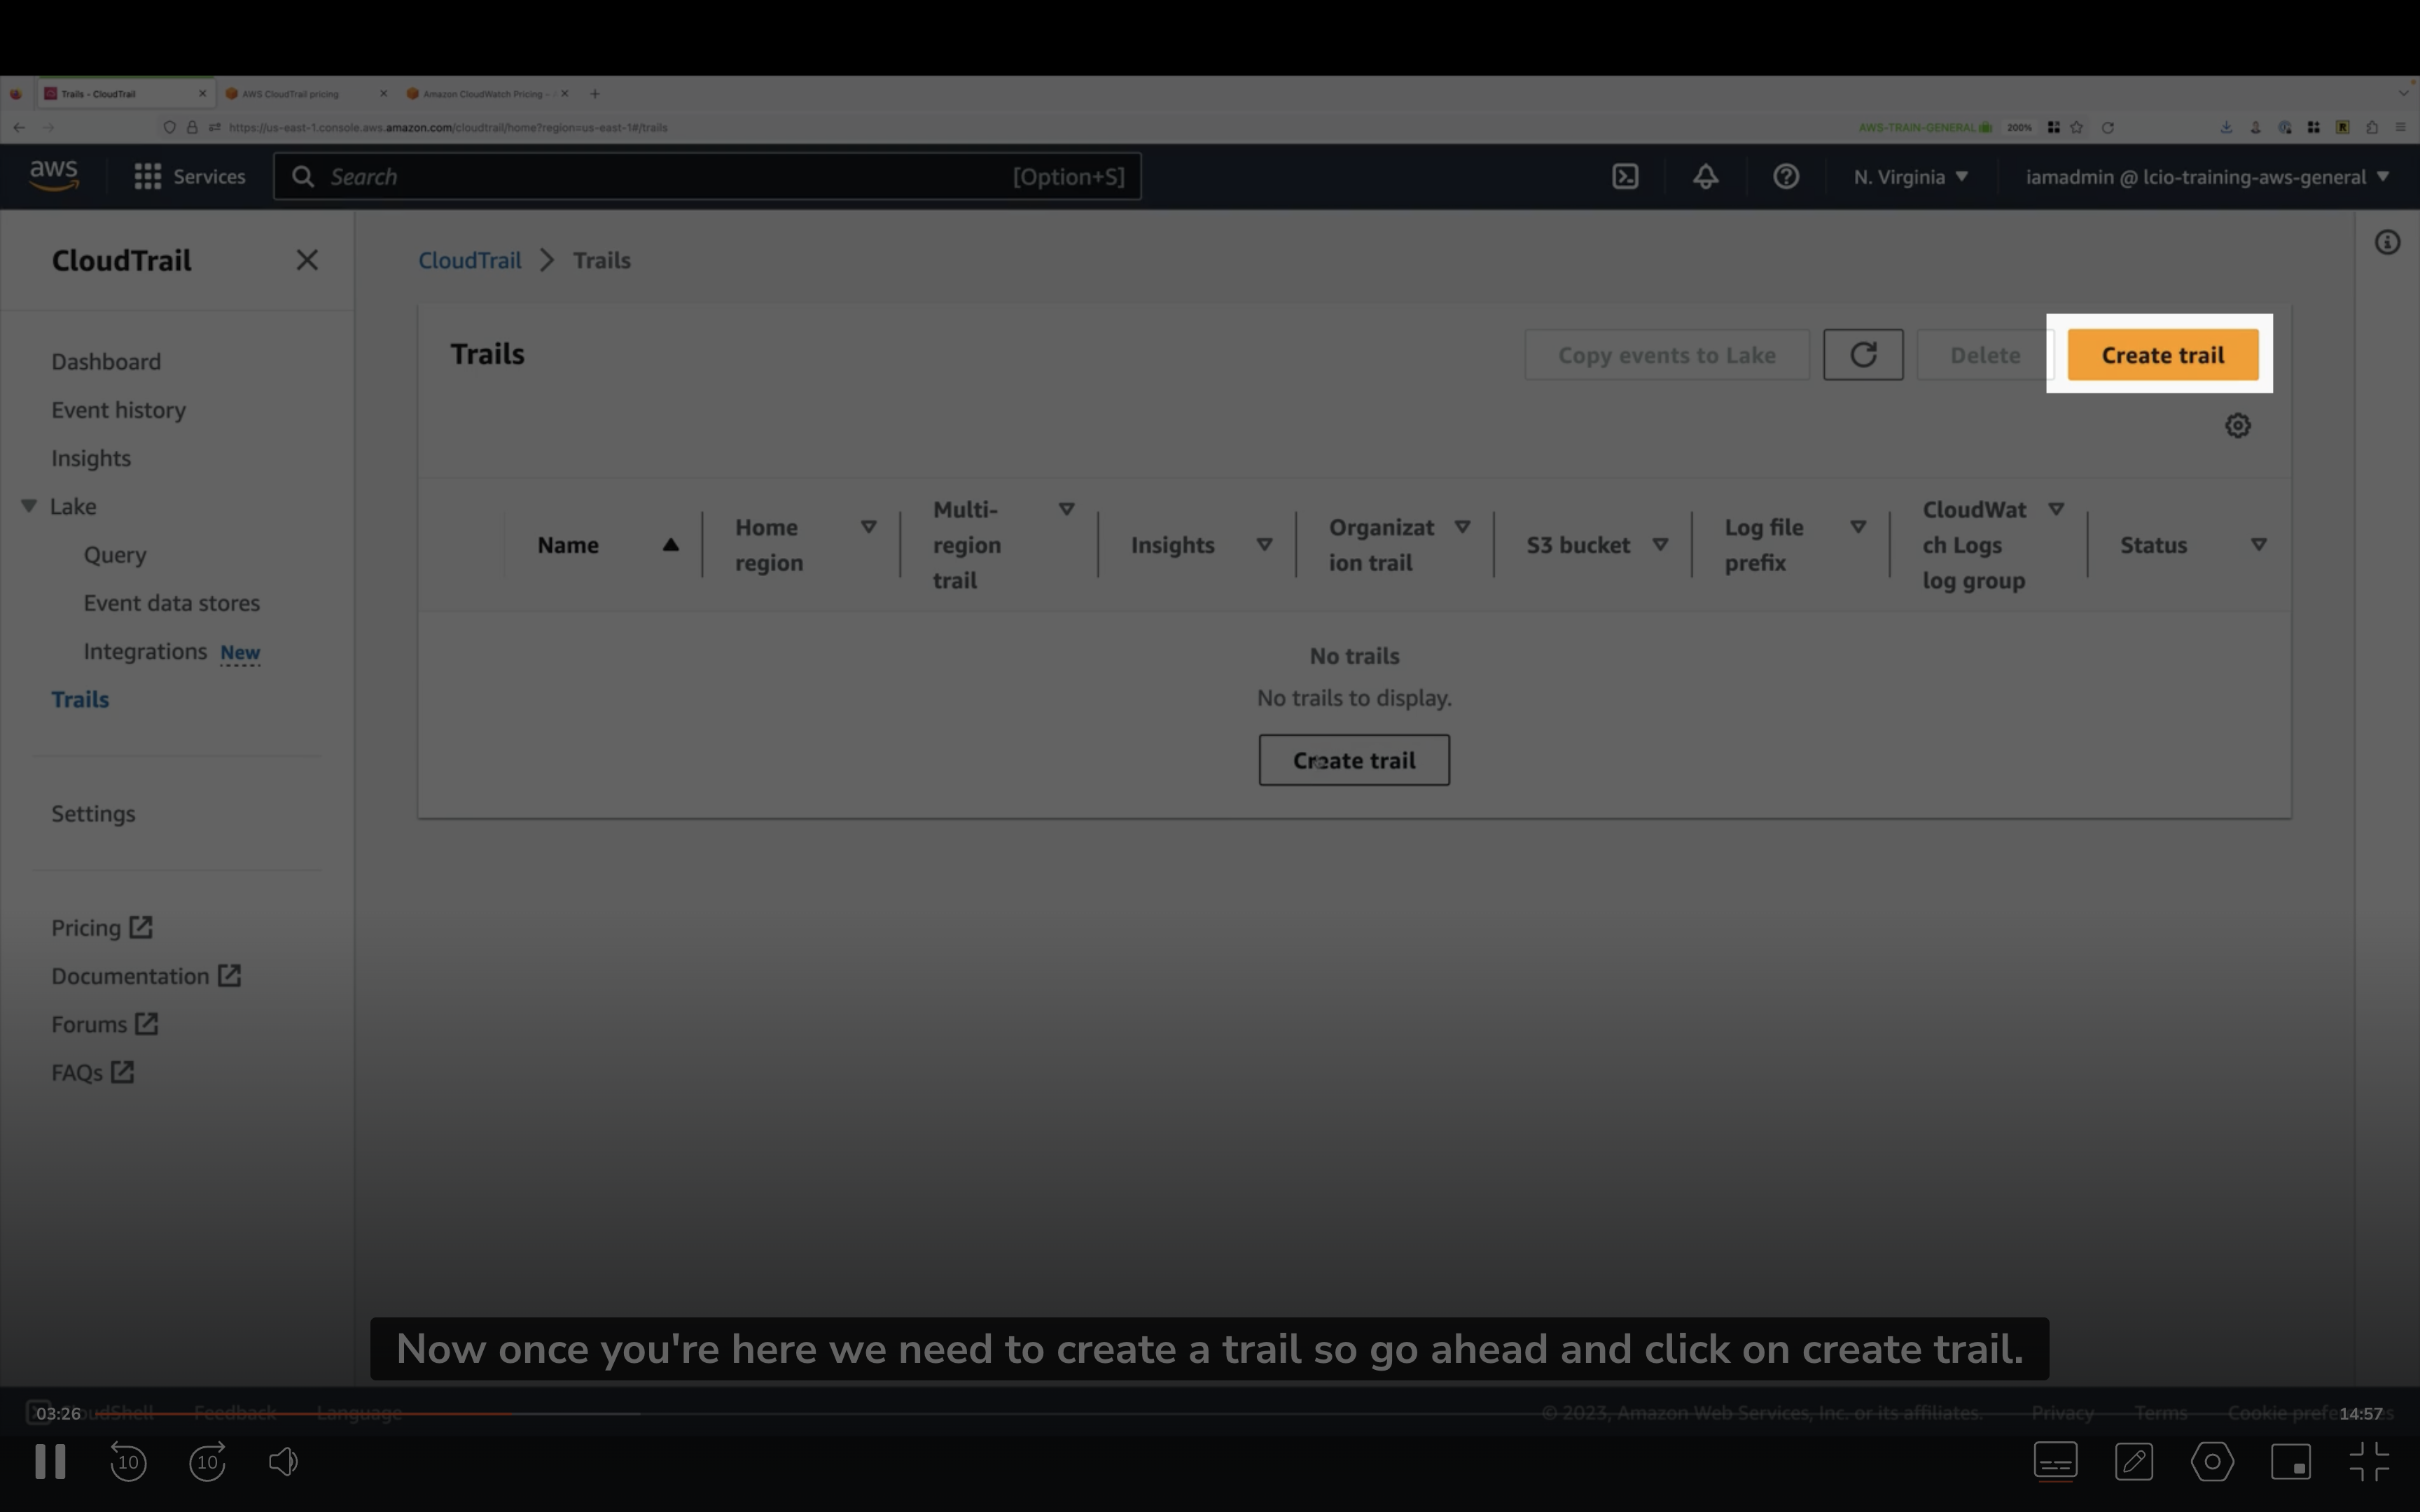 Trails - CloudTrail
AWS CloudTrail pricing
Amazon CloudWatch Pricing -
https://us-east-1.console.aws.amazon.com/cloudtrail/home?region=us-east-1#/trails
AWS-TRAIN-GENERAL
200%
aws
Services
Search
[Option+S]
N. Virginia
iamadmin @ lcio-training-aws-general
CloudTrail
Dashboard
Event history
Insights
Lake
Query
Event data stores
Integrations New
Trails
Settings
Pricing
Documentation
Forums
FAQs
CloudTrail > Trails
Trails
Copy events to Lake
Delete
Create trail
Name
Home
region
Multi-
region
trail
Insights
Organizat
ion trail
S3 bucket
Log file
prefix
CloudWat
ch Logs
log group
Status
No trails
No trails to display.
Create trail
Now once you're here we need to create a trail so go ahead and click on create trail.
03:26
CloudShell
Feedback
Language
© 2023, Amazon Web Services, Inc. or its affiliates.
Privacy
Terms
Cookie preferences
14:57
10
10